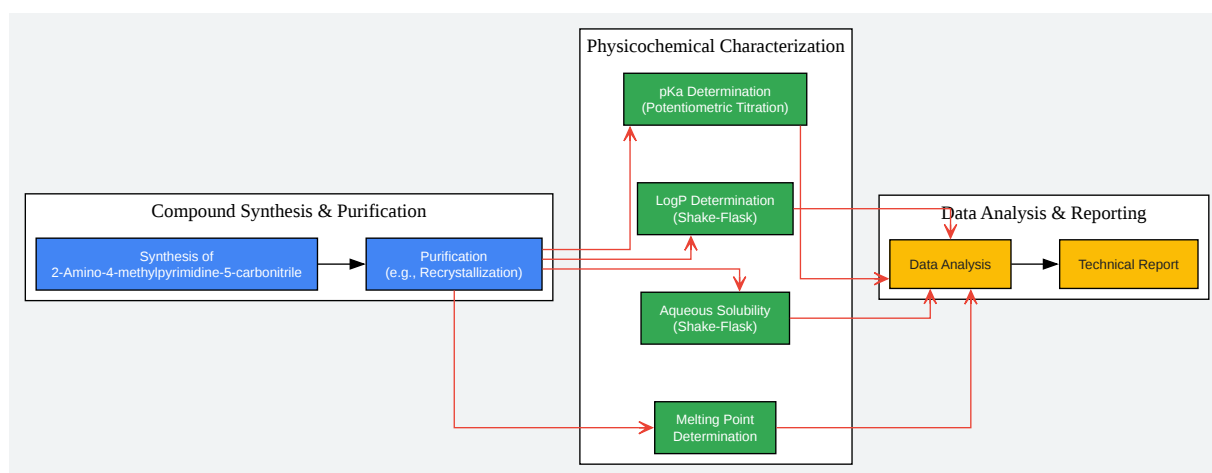 Compound Synthesis & Purification
Synthesis of
2-Amino-4-methylpyrimidine-5-carbonitrile
Purification
(e.g., Recrystallization)
Physicochemical Characterization
pKa Determination
(Potentiometric Titration)
LogP Determination
(Shake-Flask)
Aqueous Solubility
(Shake-Flask)
Melting Point
Determination
Data Analysis & Reporting
Data Analysis
Technical Report